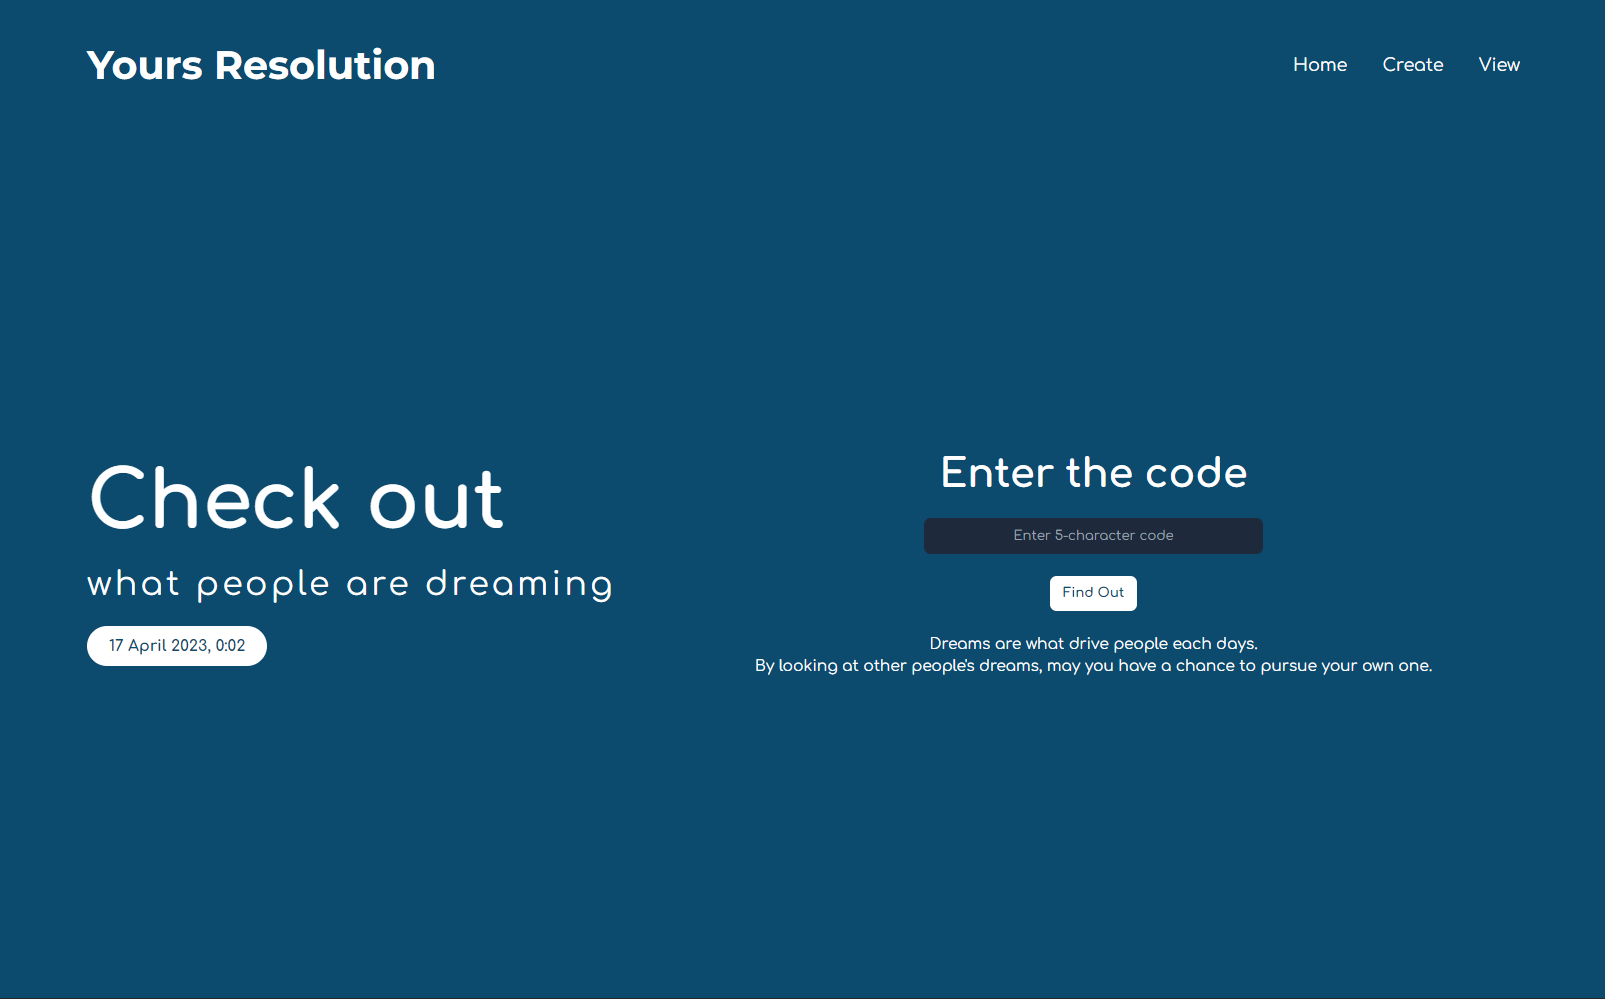 Yours Resolution
Home Create View
Check out
what people are dreaming
17 April 2023, 0:02
Enter the code
Enter 5-character code
Find Out
Dreams are what drive people each days.
By looking at other people's dreams, may you have a chance to pursue your own one.